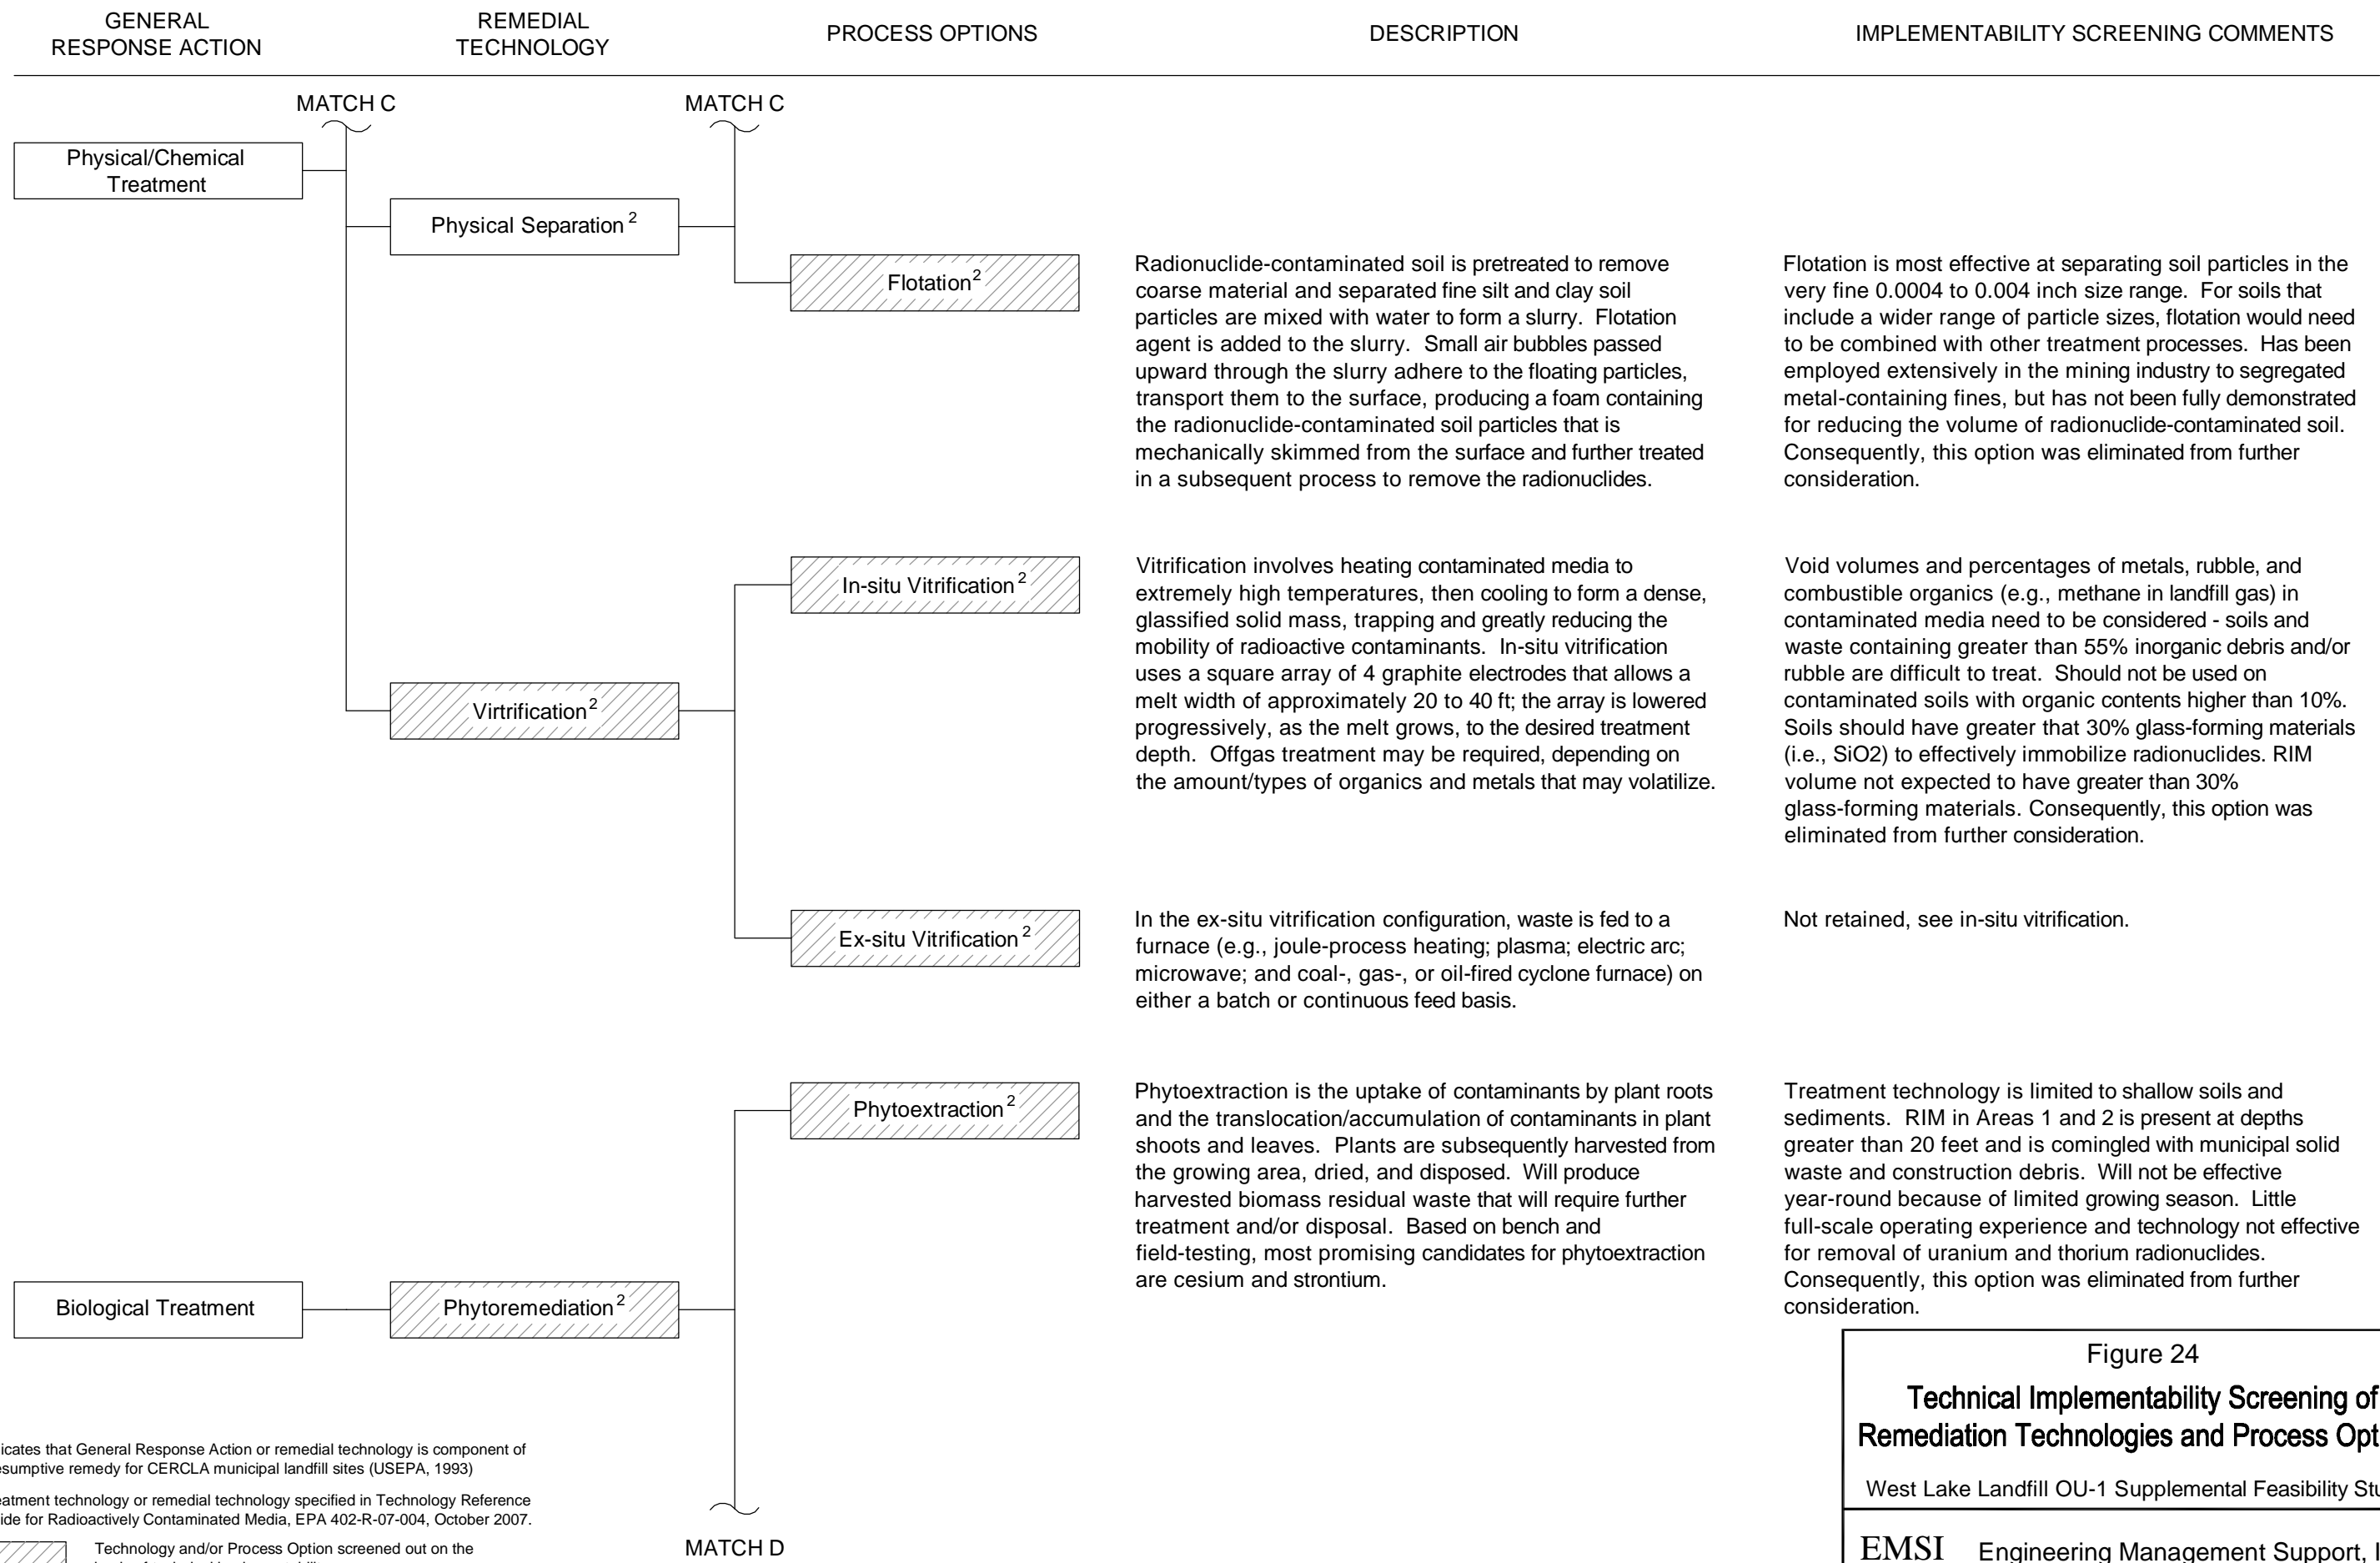 GENERAL
RESPONSE ACTION
REMEDIAL
TECHNOLOGY
PROCESS OPTIONS
DESCRIPTION
IMPLEMENTABILITY SCREENING COMMENTS
MATCH C
MATCH C
Physical/Chemical
Treatment
Physical Separation 2
Flotation2
Radionuclide-contaminated soil is pretreated to remove
coarse material and separated fine silt and clay soil
particles are mixed with water to form a slurry. Flotation
agent is added to the slurry. Small air bubbles passed
upward through the slurry adhere to the floating particles,
transport them to the surface, producing a foam containing
the radionuclide-contaminated soil particles that is
mechanically skimmed from the surface and further treated
in a subsequent process to remove the radionuclides.
Flotation is most effective at separating soil particles in the
very fine 0.0004 to 0.004 inch size range. For soils that
include a wider range of particle sizes, flotation would need
to be combined with other treatment processes. Has been
employed extensively in the mining industry to segregated
metal-containing fines, but has not been fully demonstrated
for reducing the volume of radionuclide-contaminated soil.
Consequently, this option was eliminated from further
consideration.
Virtrification2
In-situ Vitrification2
Vitrification involves heating contaminated media to
extremely high temperatures, then cooling to form a dense,
glassified solid mass, trapping and greatly reducing the
mobility of radioactive contaminants. In-situ vitrification
uses a square array of 4 graphite electrodes that allows a
melt width of approximately 20 to 40 ft; the array is lowered
progressively, as the melt grows, to the desired treatment
depth. Offgas treatment may be required, depending on
the amount/types of organics and metals that may volatilize.
Void volumes and percentages of metals, rubble, and
combustible organics (e.g., methane in landfill gas) in
contaminated media need to be considered - soils and
waste containing greater than 55% inorganic debris and/or
rubble are difficult to treat. Should not be used on
contaminated soils with organic contents higher than 10%.
Soils should have greater that 30% glass-forming materials
(i.e., SiO2) to effectively immobilize radionuclides. RIM
volume not expected to have greater than 30%
glass-forming materials. Consequently, this option was
eliminated from further consideration.
Ex-situ Vitrification 2
In the ex-situ vitrification configuration, waste is fed to a
furnace (e.g., joule-process heating; plasma; electric arc;
microwave; and coal-, gas-, or oil-fired cyclone furnace) on
either a batch or continuous feed basis.
Not retained, see in-situ vitrification.
Biological Treatment
Phytoremediation2
Phytoextraction 2
Phytoextraction is the uptake of contaminants by plant roots
and the translocation/accumulation of contaminants in plant
shoots and leaves. Plants are subsequently harvested from
the growing area, dried, and disposed. Will produce
harvested biomass residual waste that will require further
treatment and/or disposal. Based on bench and
field-testing, most promising candidates for phytoextraction
are cesium and strontium.
Treatment technology is limited to shallow soils and
sediments. RIM in Areas 1 and 2 is present at depths
greater than 20 feet and is comingled with municipal solid
waste and construction debris. Will not be effective
year-round because of limited growing season. Little
full-scale operating experience and technology not effective
for removal of uranium and thorium radionuclides.
Consequently, this option was eliminated from further
consideration.
MATCH D
icates that General Response Action or remedial technology is component of
esumptive remedy for CERCLA municipal landfill sites (USEPA, 1993)
eatment technology or remedial technology specified in Technology Reference
ide for Radioactively Contaminated Media, EPA 402-R-07-004, October 2007.
Technology and/or Process Option screened out on the
Figure 24
Technical Implementability Screening of
Remediation Technologies and Process Opt
West Lake Landfill OU-1 Supplemental Feasibility Stu
EMSI Engineering Management Support, I